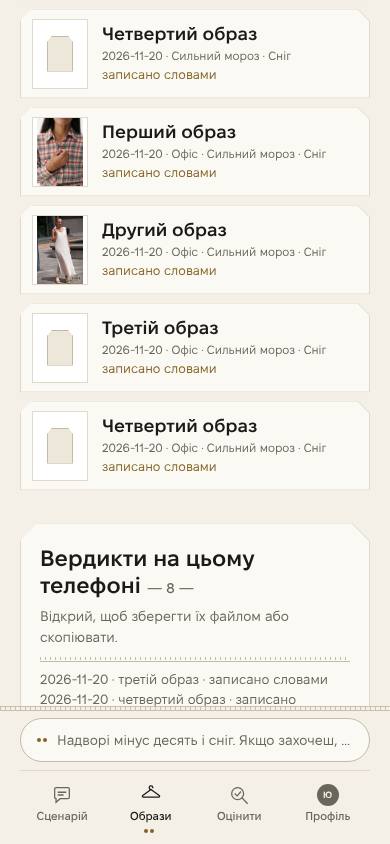 Четвертий образ
2026-11-20 · Сильний мороз · Сніг
записано словами
Перший образ
2026-11-20 · Офіс · Сильний мороз · Сніг
записано словами
Другий образ
2026-11-20 · Офіс · Сильний мороз · Сніг
записано словами
Третій образ
2026-11-20 · Офіс · Сильний мороз · Сніг
записано словами
Четвертий образ
2026-11-20 · Офіс · Сильний мороз · Сніг
записано словами
Вердикти на цьому
телефоні — 8 —
Відкрий, щоб зберегти їх файлом або
скопіювати.
2026-11-20 · третій образ · записано словами
2026-11-20 · четвертий образ · записано
Надворі мінус десять і сніг. Якщо захочеш, ...
Сценарій
Образи
Оцінити
Ю
Профіль